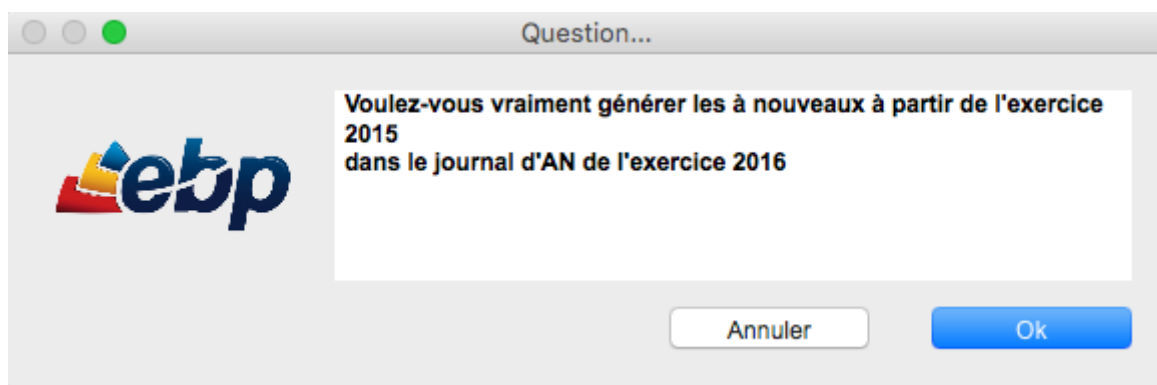 Question...
Voulez-vous vraiment générer les à nouveaux à partir de l'exercice
2015
dans le journal d'AN de l'exercice 2016
ebp
Annuler
Ok